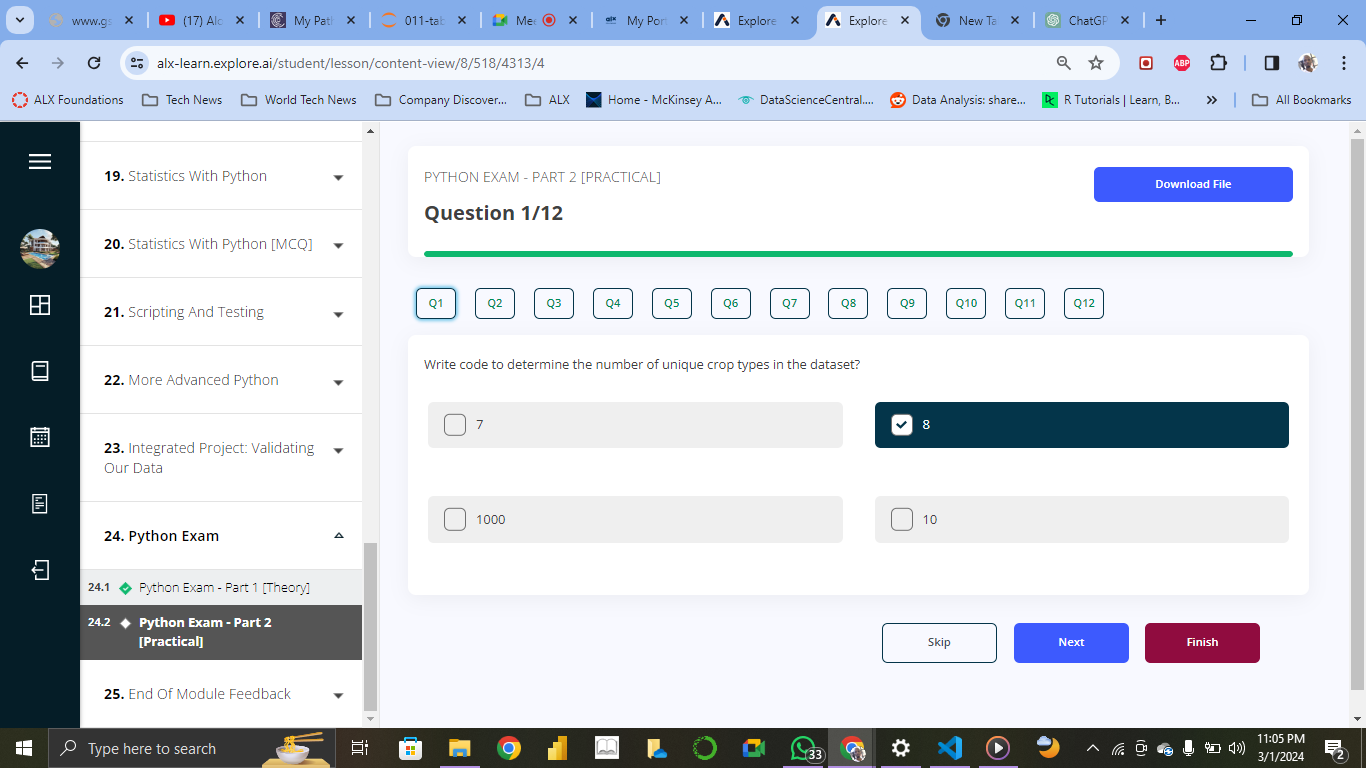 www.gs
(17) Alo
My Path
011-tab
Mee
My Port
Explore
Explore
New Ta
ChatGP
alx-learn.explore.ai/student/lesson/content-view/8/518/4313/4
ABP
ALX Foundations
Tech News
World Tech News
Company Discover...
ALX
Home - McKinsey A...
DataScienceCentral....
Data Analysis: share...
R Tutorials | Learn, B...
All Bookmarks
19. Statistics With Python
20. Statistics With Python [MCQ]
21. Scripting And Testing
22. More Advanced Python
23. Integrated Project: Validating
Our Data
24. Python Exam
24.1 Python Exam - Part 1 [Theory]
24.2 Python Exam - Part 2
[Practical]
25. End Of Module Feedback
PYTHON EXAM - PART 2 [PRACTICAL]
Download File
Question 1/12
Q1 Q2 Q3 Q4 Q5 Q6 Q7 Q8 Q9 Q10 Q11 Q12
Write code to determine the number of unique crop types in the dataset?
7
8
1000
10
Skip
Next
Finish
Type here to search
33
11:05 PM
3/1/2024
2